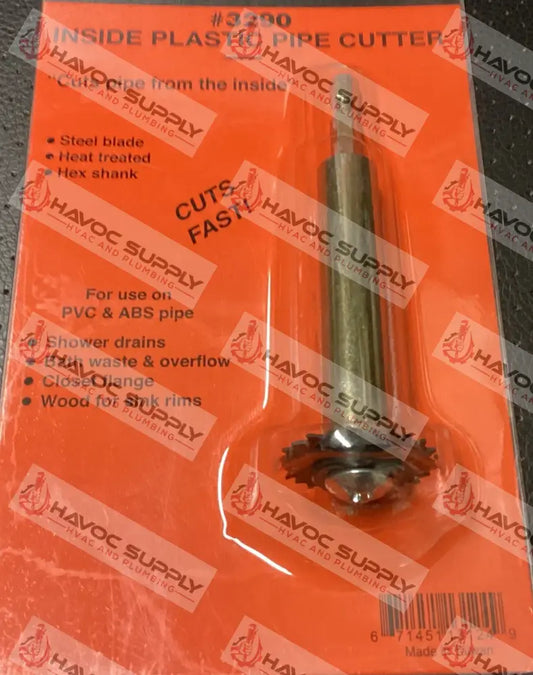 #3290
INSIDE PLASTIC PIPE CUTTER
"Cuts pipe from the inside"
• Steel blade
• Heat treated
• Hex shank
CUTS
FAST!
For use on
PVC & ABS pipe
• Shower drains
• Bath waste & overflow
• Closet flange
• Wood for sink rims
Made in Taiwan
HAVOC SUPPLY
HVAC AND PLUMBING